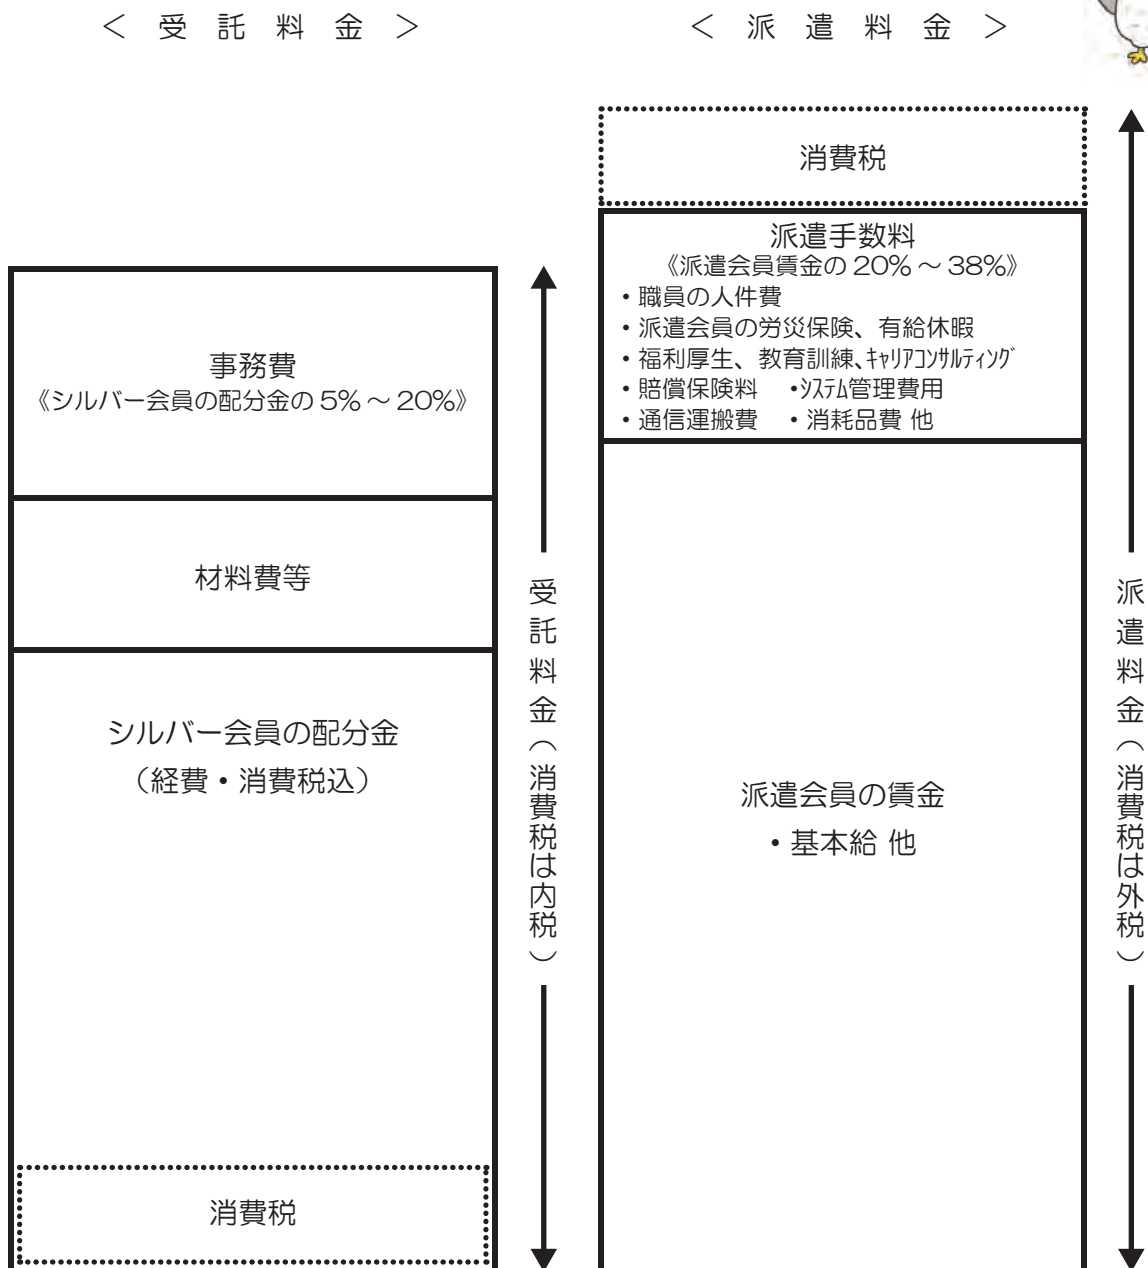 ＜ 受 託 料 金 ＞
事務費
《シルバー会員の配分金の 5% ～ 20%》
材料費等
シルバー会員の配分金
（経費・消費税込）
消費税
受託料金（消費税は内税）
＜ 派 遣 料 金 ＞
消費税
派遣手数料
《派遣会員賃金の 20% ～ 38%》
・職員の人件費
・派遣会員の労災保険、有給休暇
・福利厚生、教育訓練、ｷｬﾘｱｺﾝｻﾙﾃｨﾝｸﾞ
・賠償保険料　・ｼｽﾃﾑ管理費用
・通信運搬費　・消耗品費 他
派遣会員の賃金
・基本給 他
派遣料金（消費税は外税）